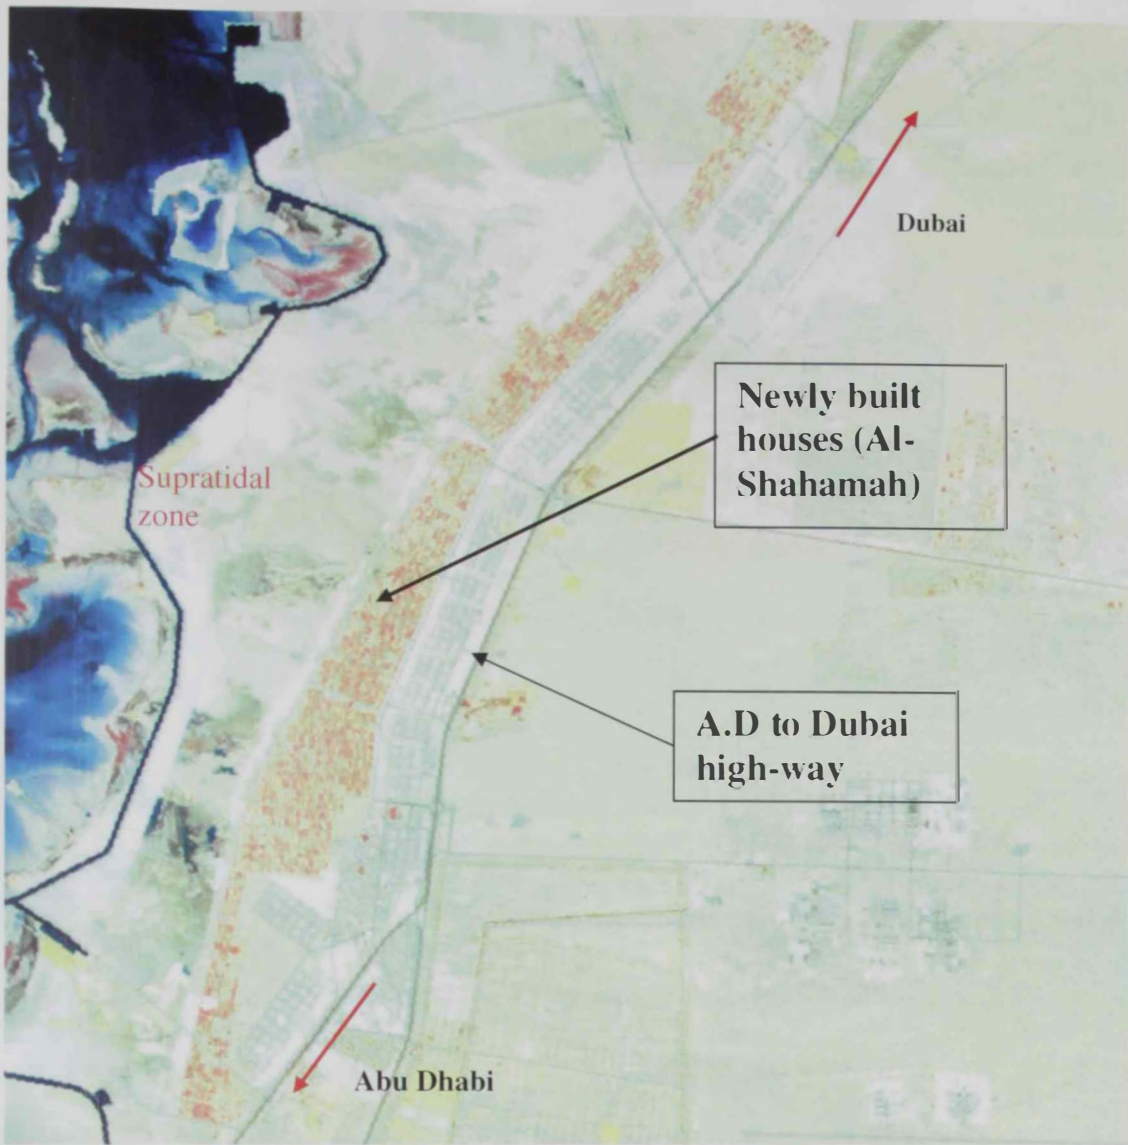 Dubai
Newly built
houses (Al-
Shahamah)
Supratidal
zone
A.D to Dubai
high-way
Abu Dhabi